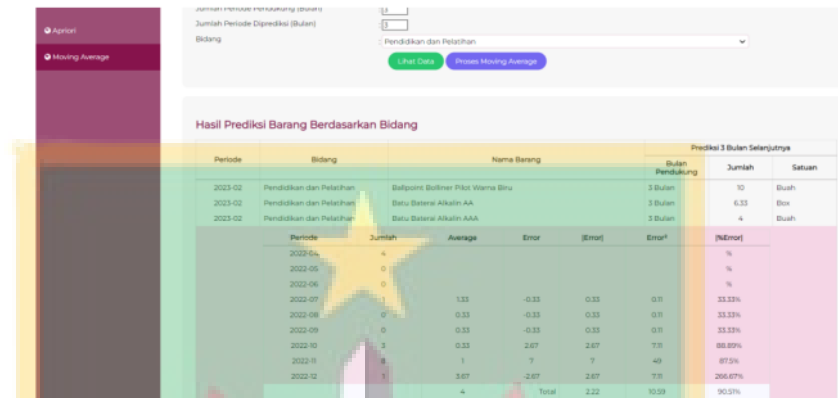 Jumlah Periode Pendukung (Bulan) : 3
Jumlah Periode Diprediksi (Bulan) : 3
Bidang : Pendidikan dan Pelatihan
Apriori
Moving Average
Lihat Data Proses Moving Average
Hasil Prediksi Barang Berdasarkan Bidang
Periode Bidang Nama Barang Prediksi 3 Bulan Selanjutnya
Bulan Pendukung Jumlah Satuan
2023-02 Pendidikan dan Pelatihan Ballpoint Bolliner Pilot Warna Biru 3 Bulan 10 Buah
2023-02 Pendidikan dan Pelatihan Batu Baterai Alkalin AA 3 Bulan 6.33 Box
2023-02 Pendidikan dan Pelatihan Batu Baterai Alkalin AAA 3 Bulan 4 Buah
Periode Jumlah Average Error |Error| Error² |%Error|
2022-04 4 %
2022-05 0 %
2022-06 0 %
2022-07 1 1.33 -0.33 0.33 0.11 33.33%
2022-08 0 0.33 -0.33 0.33 0.11 33.33%
2022-09 0 0.33 -0.33 0.33 0.11 33.33%
2022-10 3 0.33 2.67 2.67 7.11 88.89%
2022-11 8 1 7 7 49 87.5%
2022-12 1 3.67 -2.67 2.67 7.11 266.67%
4 Total 2.22 10.59 90.51%